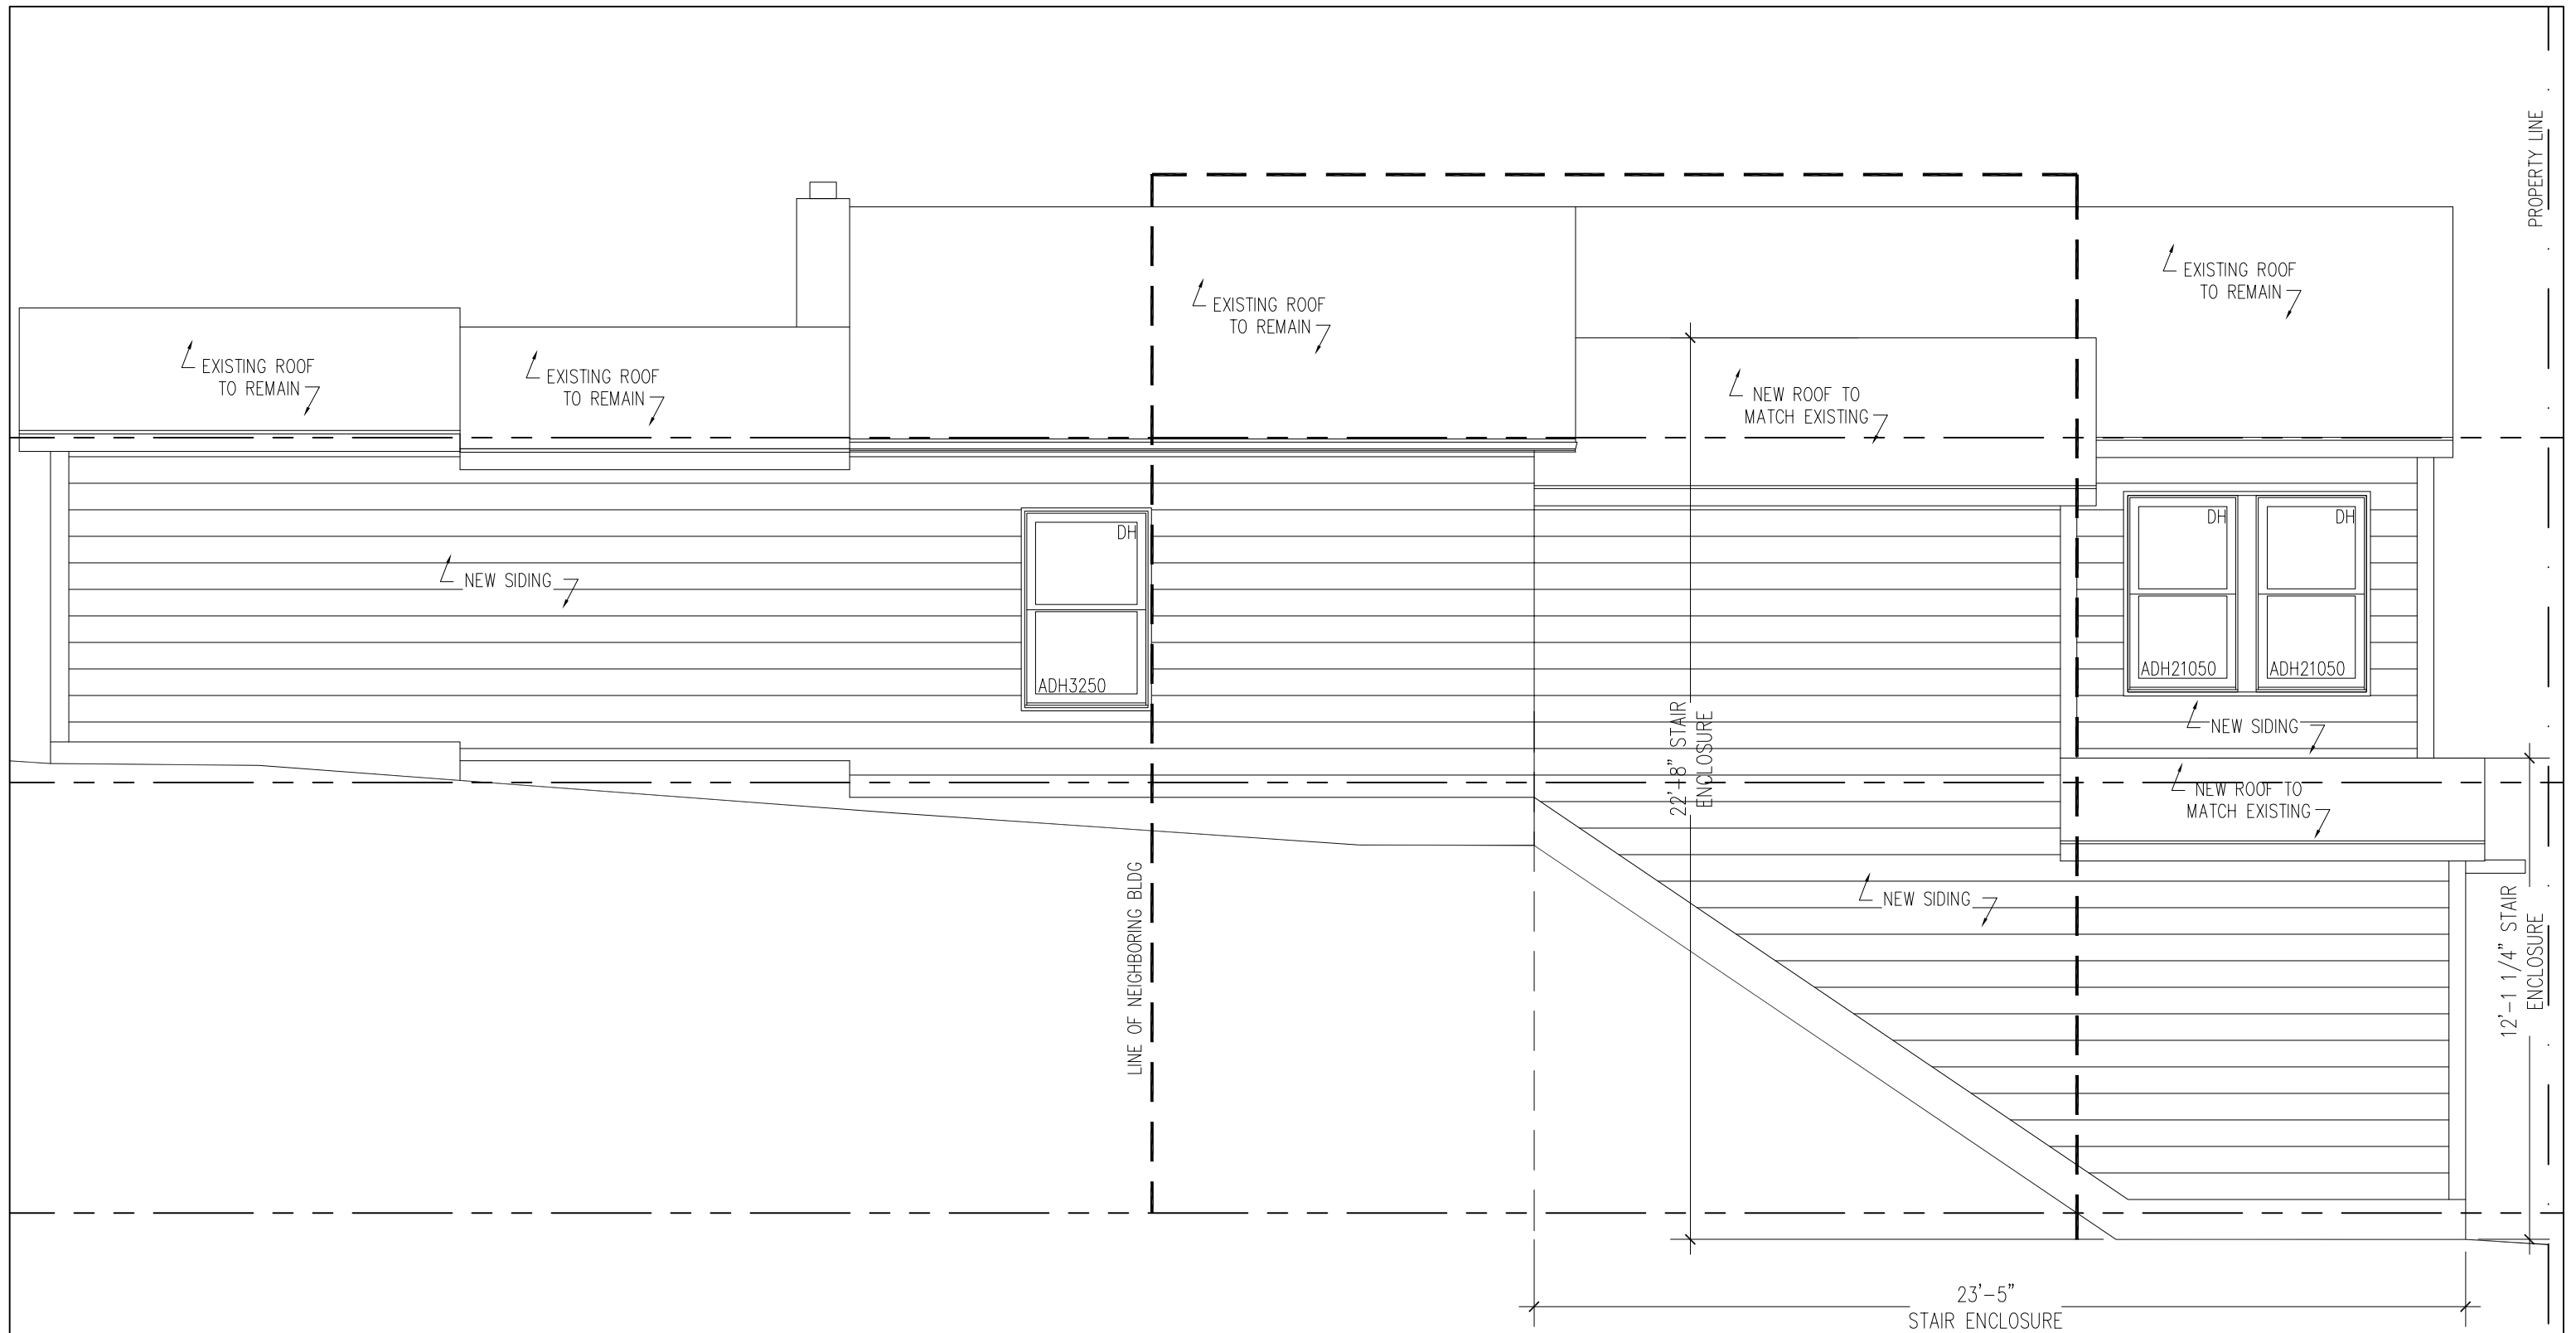 PROPERTY LINE
EXISTING ROOF
TO REMAIN
EXISTING ROOF
TO REMAIN
EXISTING ROOF
TO REMAIN
EXISTING ROOF
TO REMAIN
NEW ROOF TO
MATCH EXISTING
DH
ADH3250
DH
ADH21050
DH
ADH21050
NEW SIDING
NEW SIDING
22'-8" STAIR
ENCLOSURE
NEW ROOF TO
MATCH EXISTING
NEW SIDING
LINE OF NEIGHBORING BLDG
12'-1 1/4" STAIR
ENCLOSURE
23'-5"
STAIR ENCLOSURE